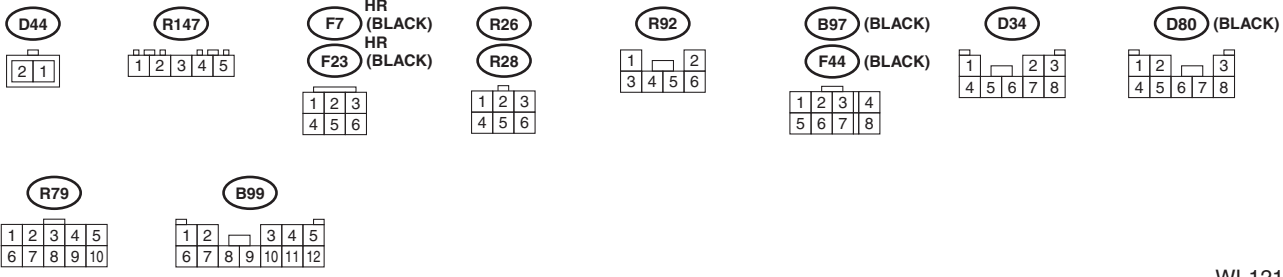 D44 R147 F7 HR (BLACK) R26 R92 B97 (BLACK) D34 D80 (BLACK)
F23 HR (BLACK) R28 F44 (BLACK)
2 1
1 2 3 4 5
1 2 3
4 5 6
1 2 3
4 5 6
1 2
3 4 5 6
1 2 3 4
5 6 7 8
1 2 3
4 5 6 7 8
1 2 3
4 5 6 7 8
R79 B99
1 2 3 4 5
6 7 8 9 10
1 2 3 4 5
6 7 8 9 10 11 12